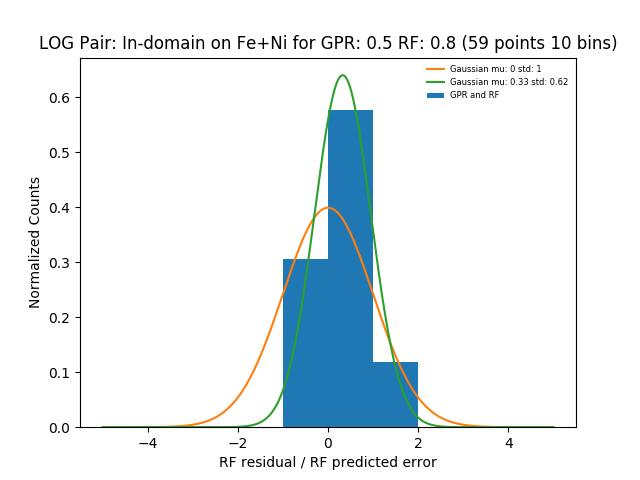 LOG Pair: In-domain on Fe+Ni for GPR: 0.5 RF: 0.8 (59 points 10 bins)
Gaussian mu: 0 std: 1
Gaussian mu: 0.33 std: 0.62
GPR and RF
Normalized Counts
0.6
0.5
0.4
0.3
0.2
0.1
0.0
−4
−2
0
2
4
RF residual / RF predicted error